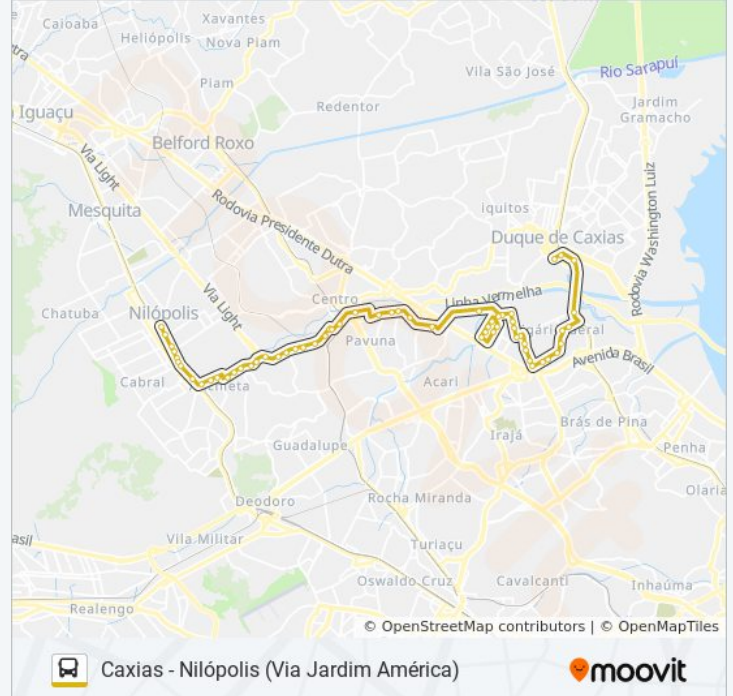 Caioaba
Xavantes
Heliópolis
Nova Piam
Vila São José
Rio Sarapuí
Piam
Redentor
Jardim
Gramacho
Iguaçu
Belford Roxo
Via Light
Rodovia Presidente Dutra
Rodovia Washington Luiz
Mesquita
iquitos
Duque de Caxias
Via Light
Chatuba
Nilópolis
Centro
Linha Vermelha
Pavuna
Avenida Brasil
Cabral
Acari
Brás de Pina
Irajá
Penha
Guadalupe
Olaria
Deodoro
Rocha Miranda
Vila Militar
Turiaçu
Oswaldo Cruz
Cavalcanti
Inhaúma
Realengo
© OpenStreetMap contributors | © OpenMapTiles
Caxias - Nilópolis (Via Jardim América)
moovit